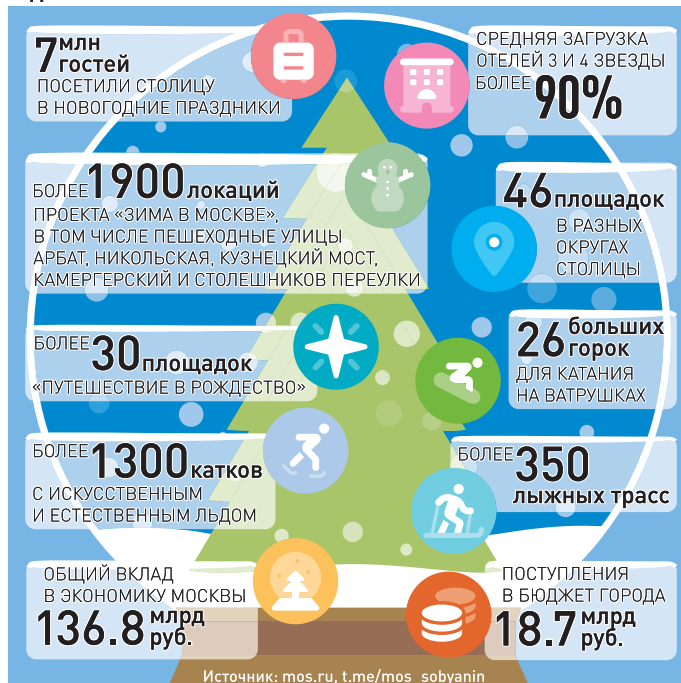 7 млн
гостей
ПОСЕТИЛИ СТОЛИЦУ
В НОВОГОДНИЕ ПРАЗДНИКИ
СРЕДНЯЯ ЗАГРУЗКА
ОТЕЛЕЙ 3 И 4 ЗВЕЗДЫ
БОЛЕЕ 90%
БОЛЕЕ 1900 локаций
ПРОЕКТА «ЗИМА В МОСКВЕ»,
В ТОМ ЧИСЛЕ ПЕШЕХОДНЫЕ УЛИЦЫ
АРБАТ, НИКОЛЬСКАЯ, КУЗНЕЦКИЙ МОСТ,
КАМЕРГЕРСКИЙ И СТОЛЕШНИКОВ ПЕРЕУЛКИ
46 площадок
В РАЗНЫХ
ОКРУГАХ
СТОЛИЦЫ
БОЛЕЕ 30 площадок
«ПУТЕШЕСТВИЕ В РОЖДЕСТВО»
26 больших
горок
ДЛЯ КАТАНИЯ
НА ВАТРУШКАХ
БОЛЕЕ 1300 катков
С ИСКУССТВЕННЫМ
И ЕСТЕСТВЕННЫМ ЛЬДОМ
БОЛЕЕ 350
лыжных трасс
ОБЩИЙ ВКЛАД
В ЭКОНОМИКУ МОСКВЫ
136.8 млрд
руб.
ПОСТУПЛЕНИЯ
В БЮДЖЕТ ГОРОДА
18.7 млрд
руб.
Источник: mos.ru, t.me/mos_sobyanin